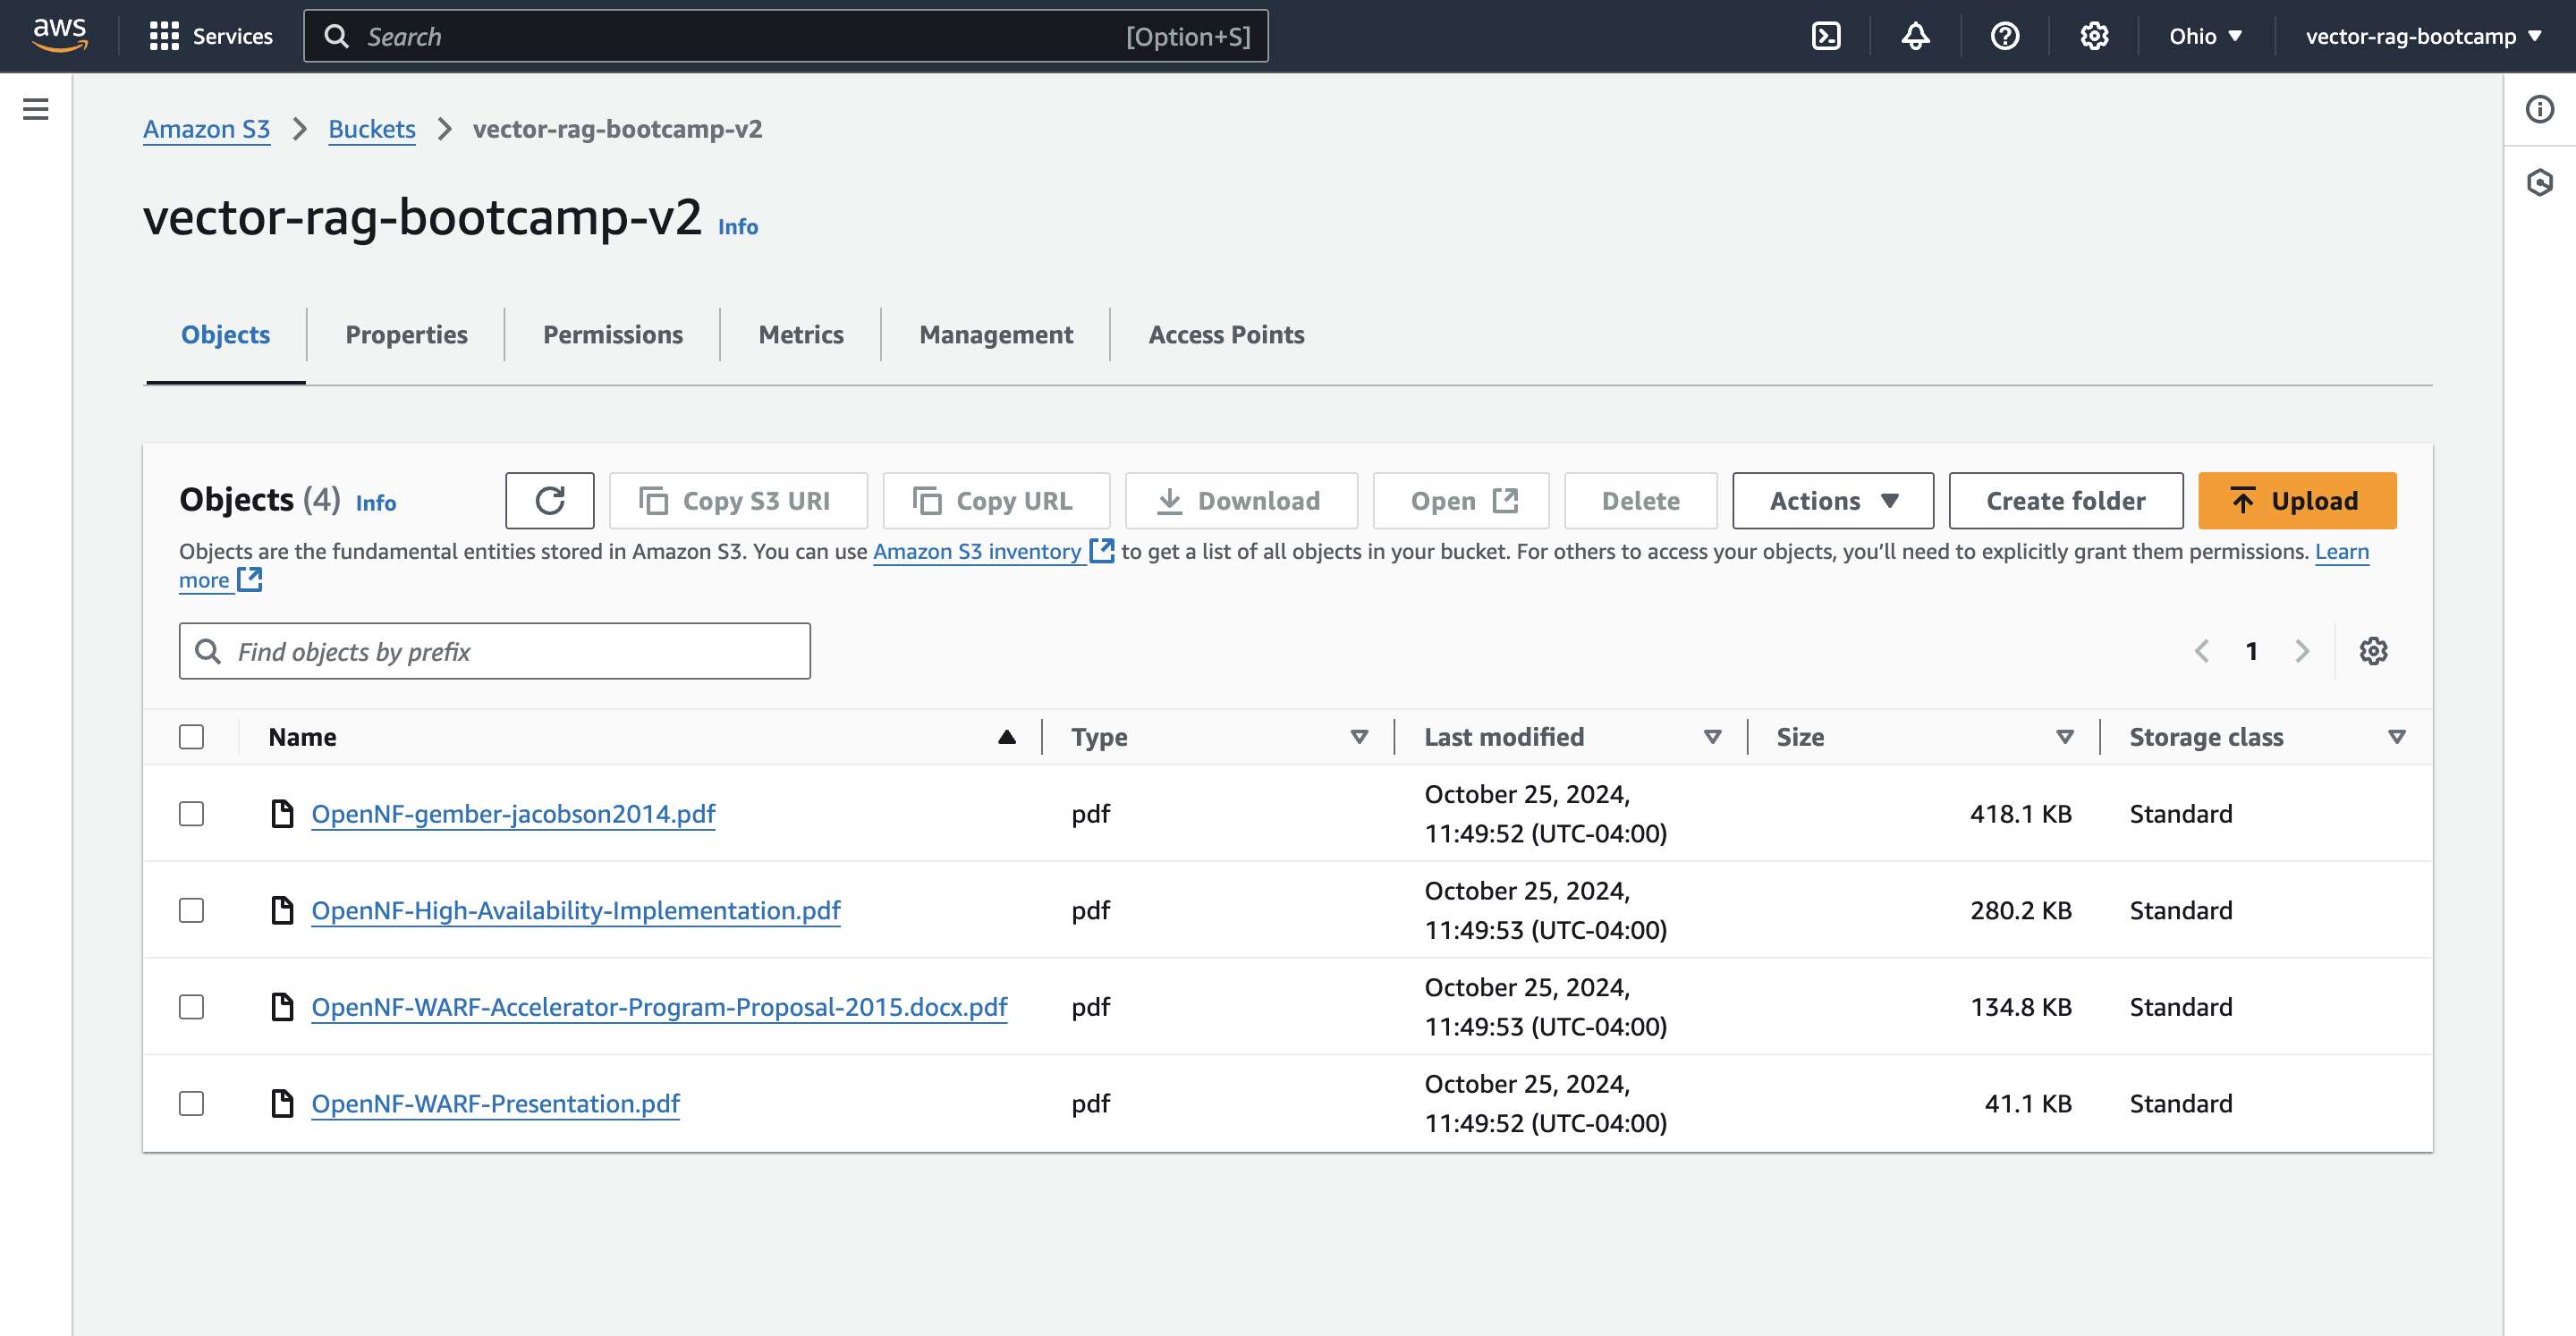 aws
Services
Search
[Option+S]
Ohio
vector-rag-bootcamp
Amazon S3
Buckets
vector-rag-bootcamp-v2
vector-rag-bootcamp-v2 Info
Objects
Properties
Permissions
Metrics
Management
Access Points
Objects (4) Info
Copy S3 URI
Copy URL
Download
Open
Delete
Actions
Create folder
Upload
Objects are the fundamental entities stored in Amazon S3. You can use Amazon S3 inventory to get a list of all objects in your bucket. For others to access your objects, you’ll need to explicitly grant them permissions. Learn
more
Find objects by prefix
1
Name
Type
Last modified
Size
Storage class
OpenNF-gember-jacobson2014.pdf
pdf
October 25, 2024,
11:49:52 (UTC-04:00)
418.1 KB
Standard
OpenNF-High-Availability-Implementation.pdf
pdf
October 25, 2024,
11:49:53 (UTC-04:00)
280.2 KB
Standard
OpenNF-WARF-Accelerator-Program-Proposal-2015.docx.pdf
pdf
October 25, 2024,
11:49:53 (UTC-04:00)
134.8 KB
Standard
OpenNF-WARF-Presentation.pdf
pdf
October 25, 2024,
11:49:52 (UTC-04:00)
41.1 KB
Standard